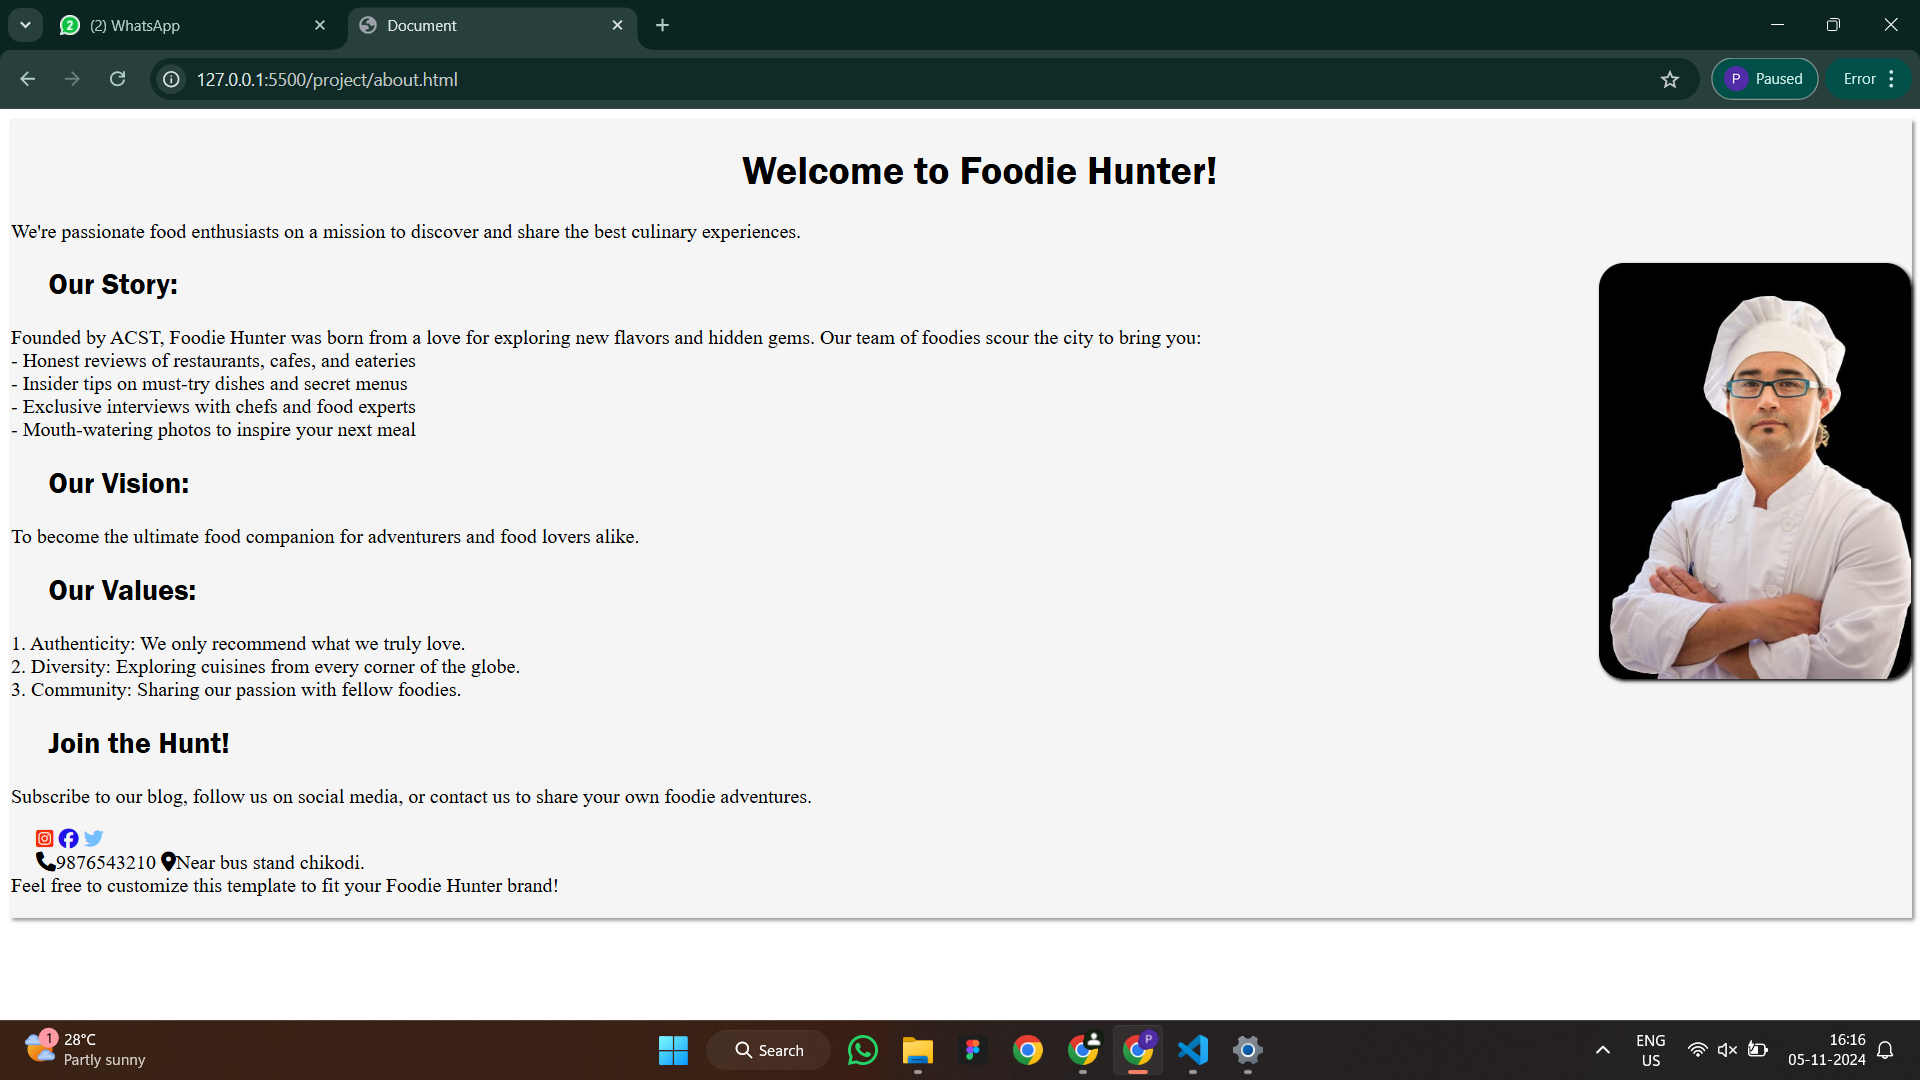 (2) WhatsApp
Document
127.0.0.1:5500/project/about.html
P Paused
Error
Welcome to Foodie Hunter!
We're passionate food enthusiasts on a mission to discover and share the best culinary experiences.
Our Story:
Founded by ACST, Foodie Hunter was born from a love for exploring new flavors and hidden gems. Our team of foodies scour the city to bring you:
- Honest reviews of restaurants, cafes, and eateries
- Insider tips on must-try dishes and secret menus
- Exclusive interviews with chefs and food experts
- Mouth-watering photos to inspire your next meal
Our Vision:
To become the ultimate food companion for adventurers and food lovers alike.
Our Values:
1. Authenticity: We only recommend what we truly love.
2. Diversity: Exploring cuisines from every corner of the globe.
3. Community: Sharing our passion with fellow foodies.
Join the Hunt!
Subscribe to our blog, follow us on social media, or contact us to share your own foodie adventures.
9876543210 Near bus stand chikodi.
Feel free to customize this template to fit your Foodie Hunter brand!
1
28°C
Partly sunny
Search
P
ENG
US
16:16
05-11-2024